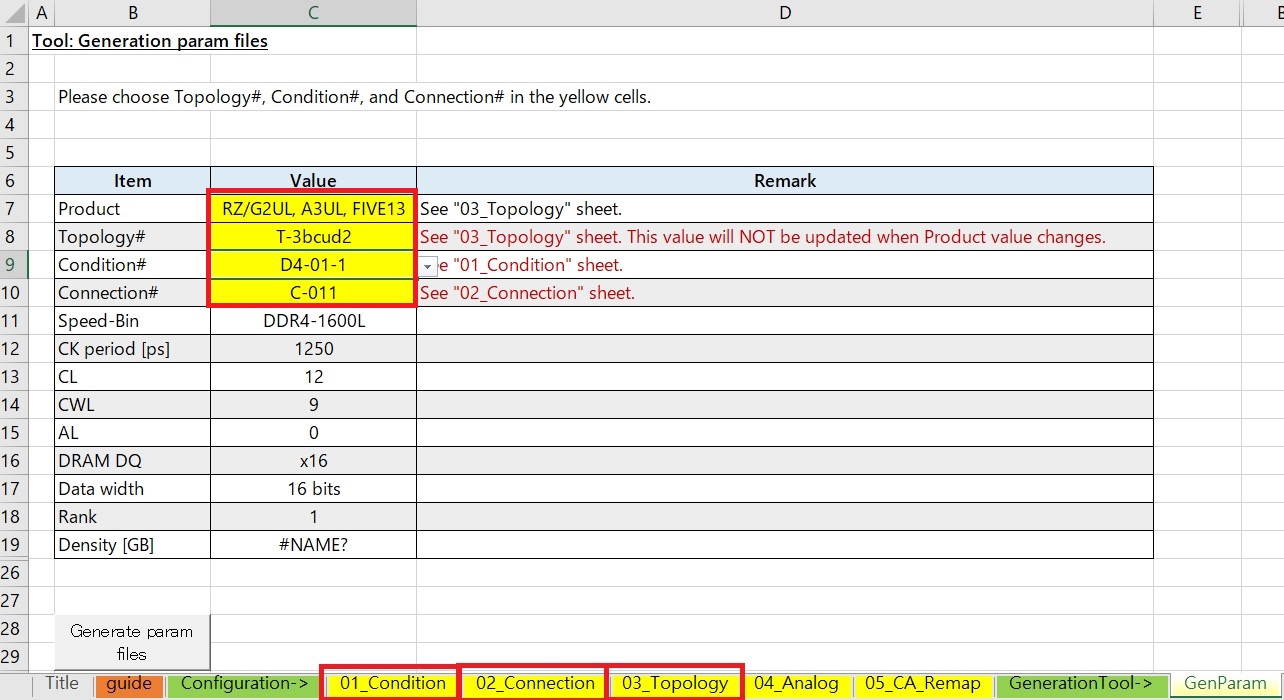 A B C D E
1 Tool: Generation param files
2
3 Please choose Topology#, Condition#, and Connection# in the yellow cells.
4
5
6 Item Value Remark
7 Product RZ/G2UL, A3UL, FIVE13 See "03_Topology" sheet.
8 Topology# T-3bcud2 See "03_Topology" sheet. This value will NOT be updated when Product value changes.
9 Condition# D4-01-1 e "01_Condition" sheet.
10 Connection# C-011 See "02_Connection" sheet.
11 Speed-Bin DDR4-1600L
12 CK period [ps] 1250
13 CL 12
14 CWL 9
15 AL 0
16 DRAM DQ x16
17 Data width 16 bits
18 Rank 1
19 Density [GB] #NAME?
26
27
28 Generate param
29 files
Title guide Configuration-> 01_Condition 02_Connection 03_Topology 04_Analog 05_CA_Remap GenerationTool-> GenParam